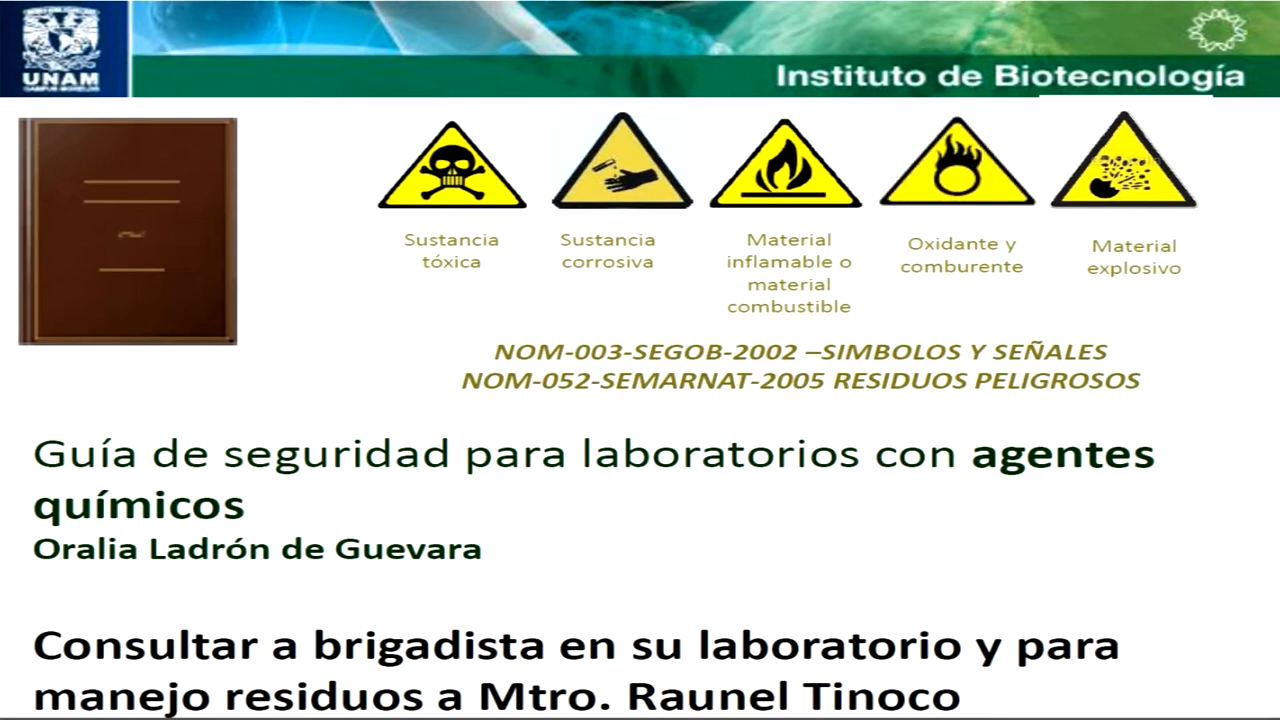 UNAM
CAMPUS MORELOS
Instituto de Biotecnología
Sustancia
tóxica
Sustancia
corrosiva
Material
inflamable o
material
combustible
Oxidante y
comburente
Material
explosivo
NOM-003-SEGOB-2002 –SIMBOLOS Y SEÑALES
NOM-052-SEMARNAT-2005 RESIDUOS PELIGROSOS
Guía de seguridad para laboratorios con agentes
químicos
Oralia Ladrón de Guevara
Consultar a brigadista en su laboratorio y para
manejo residuos a Mtro. Raunel Tinoco